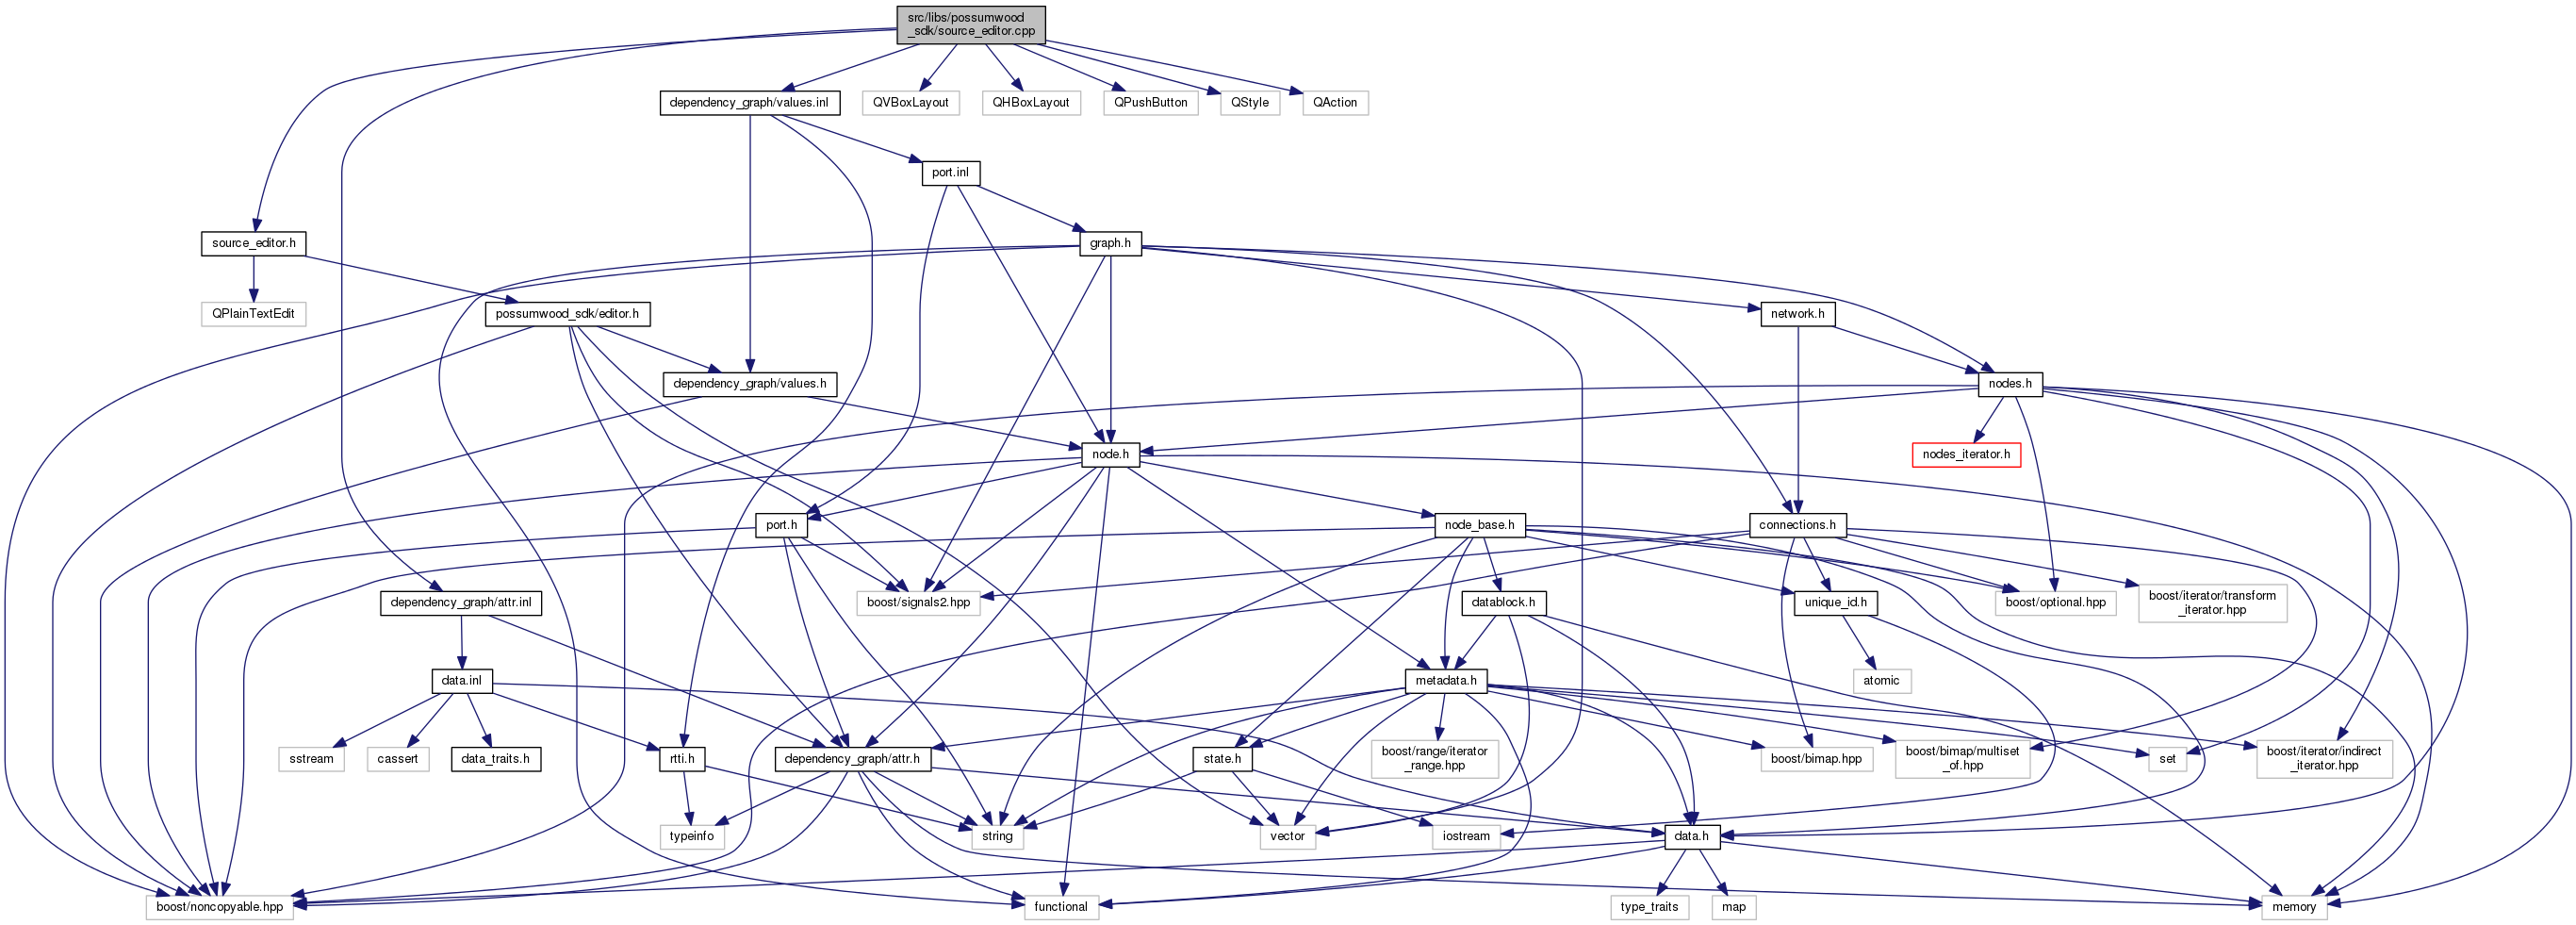 src/libs/possumwood
_sdk/source_editor.cpp
dependency_graph/values.inl
QVBoxLayout
QHBoxLayout
QPushButton
QStyle
QAction
port.inl
source_editor.h
graph.h
QPlainTextEdit
possumwood_sdk/editor.h
network.h
dependency_graph/values.h
nodes.h
node.h
nodes_iterator.h
port.h
node_base.h
connections.h
dependency_graph/attr.inl
boost/signals2.hpp
datablock.h
unique_id.h
boost/optional.hpp
boost/iterator/transform
_iterator.hpp
data.inl
metadata.h
atomic
sstream
cassert
data_traits.h
rtti.h
dependency_graph/attr.h
state.h
boost/range/iterator
_range.hpp
boost/bimap.hpp
boost/bimap/multiset
_of.hpp
set
boost/iterator/indirect
_iterator.hpp
typeinfo
string
vector
iostream
data.h
boost/noncopyable.hpp
functional
type_traits
map
memory